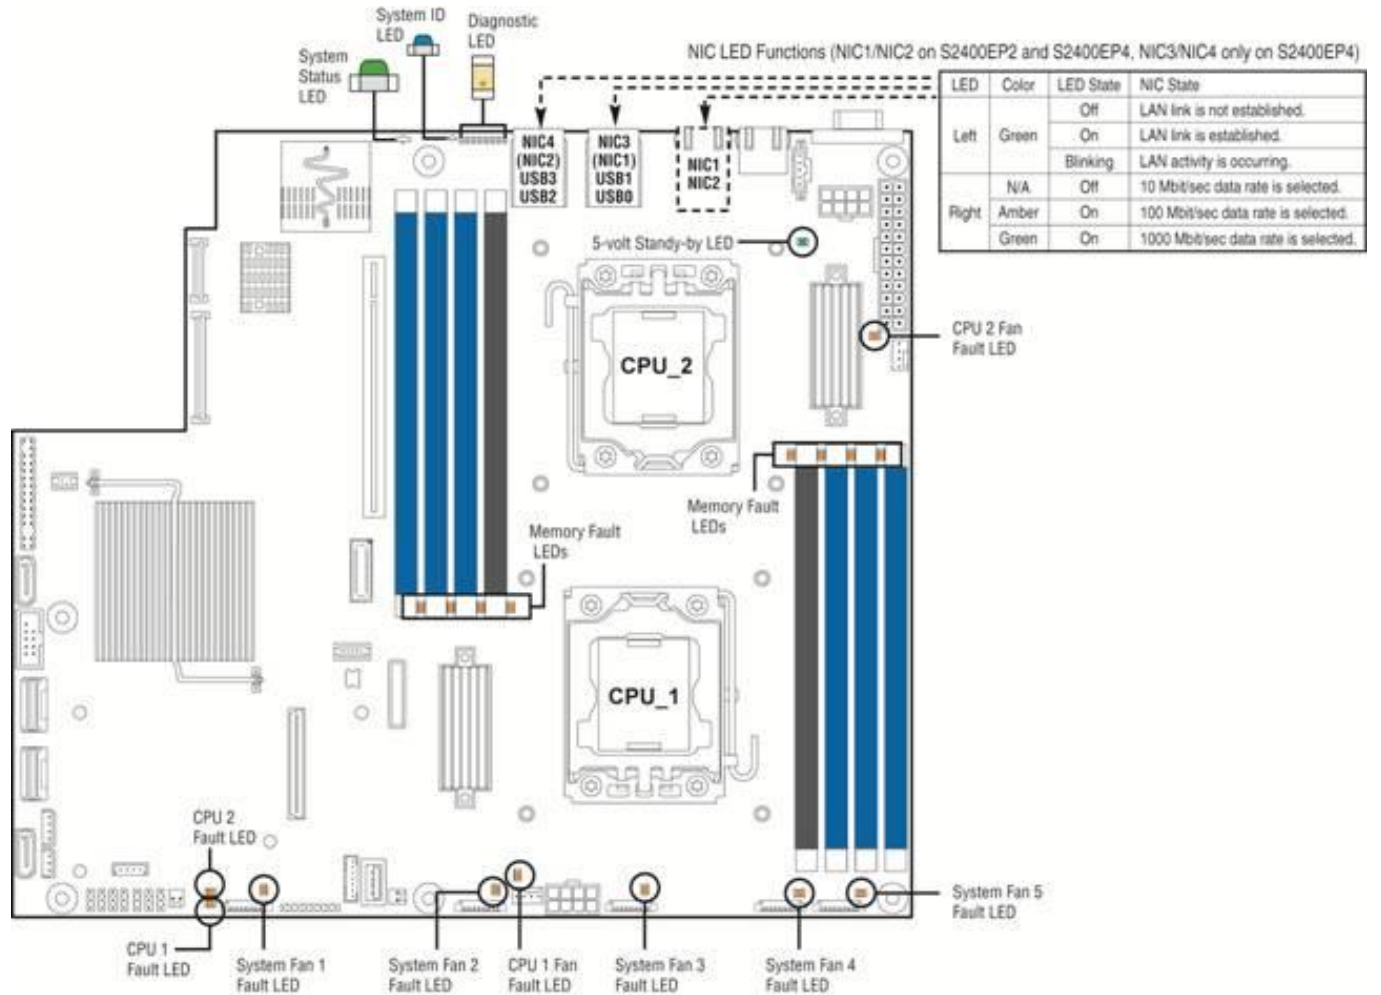 System ID
LED
Diagnostic
LED
System
Status
LED
NIC LED Functions (NIC1/NIC2 on S2400EP2 and S2400EP4, NIC3/NIC4 only on S2400EP4)
LED Color LED State NIC State
Left Green Off LAN link is not established.
On LAN link is established.
Blinking LAN activity is occurring.
Right N/A Off 10 Mbit/sec data rate is selected.
Amber On 100 Mbit/sec data rate is selected.
Green On 1000 Mbit/sec data rate is selected.
NIC4
(NIC2)
USB3
USB2
NIC3
(NIC1)
USB1
USB0
NIC1
NIC2
5-volt Standy-by LED
CPU 2 Fan
Fault LED
CPU_2
Memory Fault
LEDs
Memory Fault
LEDs
CPU_1
CPU 2
Fault LED
System Fan 5
Fault LED
CPU 1
Fault LED
System Fan 1
Fault LED
System Fan 2
Fault LED
CPU 1 Fan
Fault LED
System Fan 3
Fault LED
System Fan 4
Fault LED